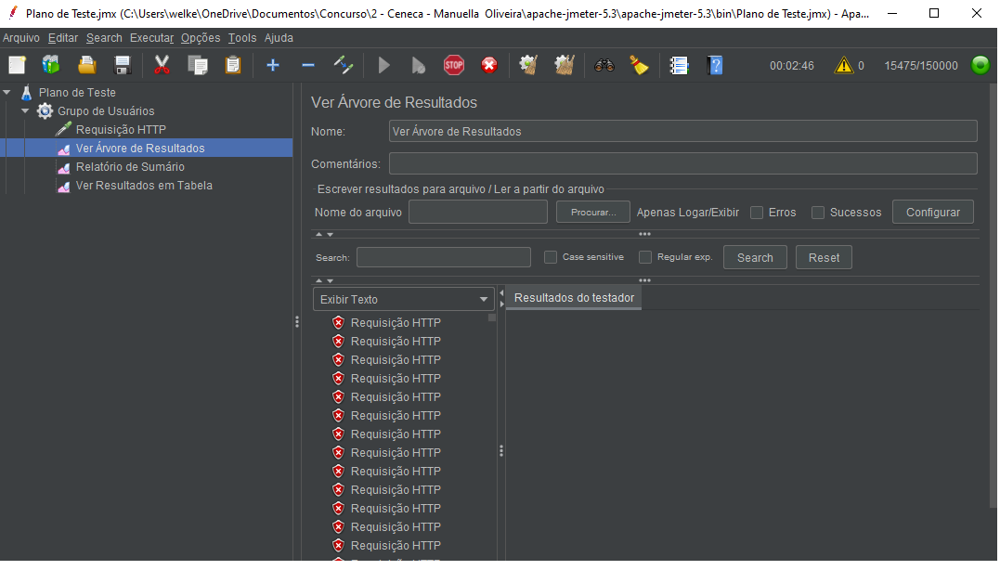 Plano de Teste.jmx (C:\Users\welke\OneDrive\Documentos\Concurso\2 - Ceneca - Manuella  Oliveira\apache-jmeter-5.3\apache-jmeter-5.3\bin\Plano de Teste.jmx) - Apa...
Arquivo Editar Search Executar Opções Tools Ajuda
STOP 00:02:46 0 15475/150000
Plano de Teste
Grupo de Usuários
Requisição HTTP
Ver Árvore de Resultados
Relatório de Sumário
Ver Resultados em Tabela
Ver Árvore de Resultados
Nome: Ver Árvore de Resultados
Comentários:
Escrever resultados para arquivo / Ler a partir do arquivo
Nome do arquivo Procurar... Apenas Logar/Exibir Erros Sucessos Configurar
Search: Case sensitive Regular exp. Search Reset
Exibir Texto
Resultados do testador
Requisição HTTP
Requisição HTTP
Requisição HTTP
Requisição HTTP
Requisição HTTP
Requisição HTTP
Requisição HTTP
Requisição HTTP
Requisição HTTP
Requisição HTTP
Requisição HTTP
Requisição HTTP
Requisição HTTP